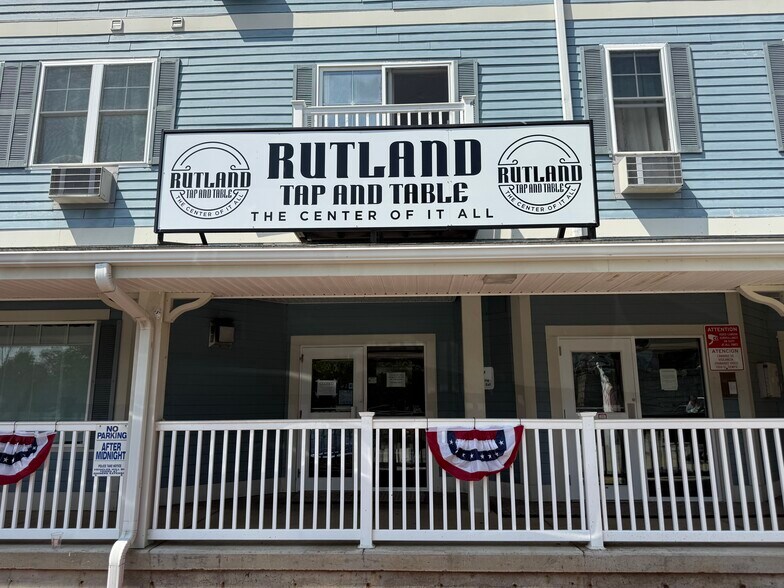 RUTLAND
TAP AND TABLE
THE CENTER OF IT ALL
RUTLAND
TAP AND TABLE
THE CENTER OF IT ALL
RUTLAND
TAP AND TABLE
THE CENTER OF IT ALL
ATTENTION
ATENCION
NO
PARKING
AFTER
MIDNIGHT